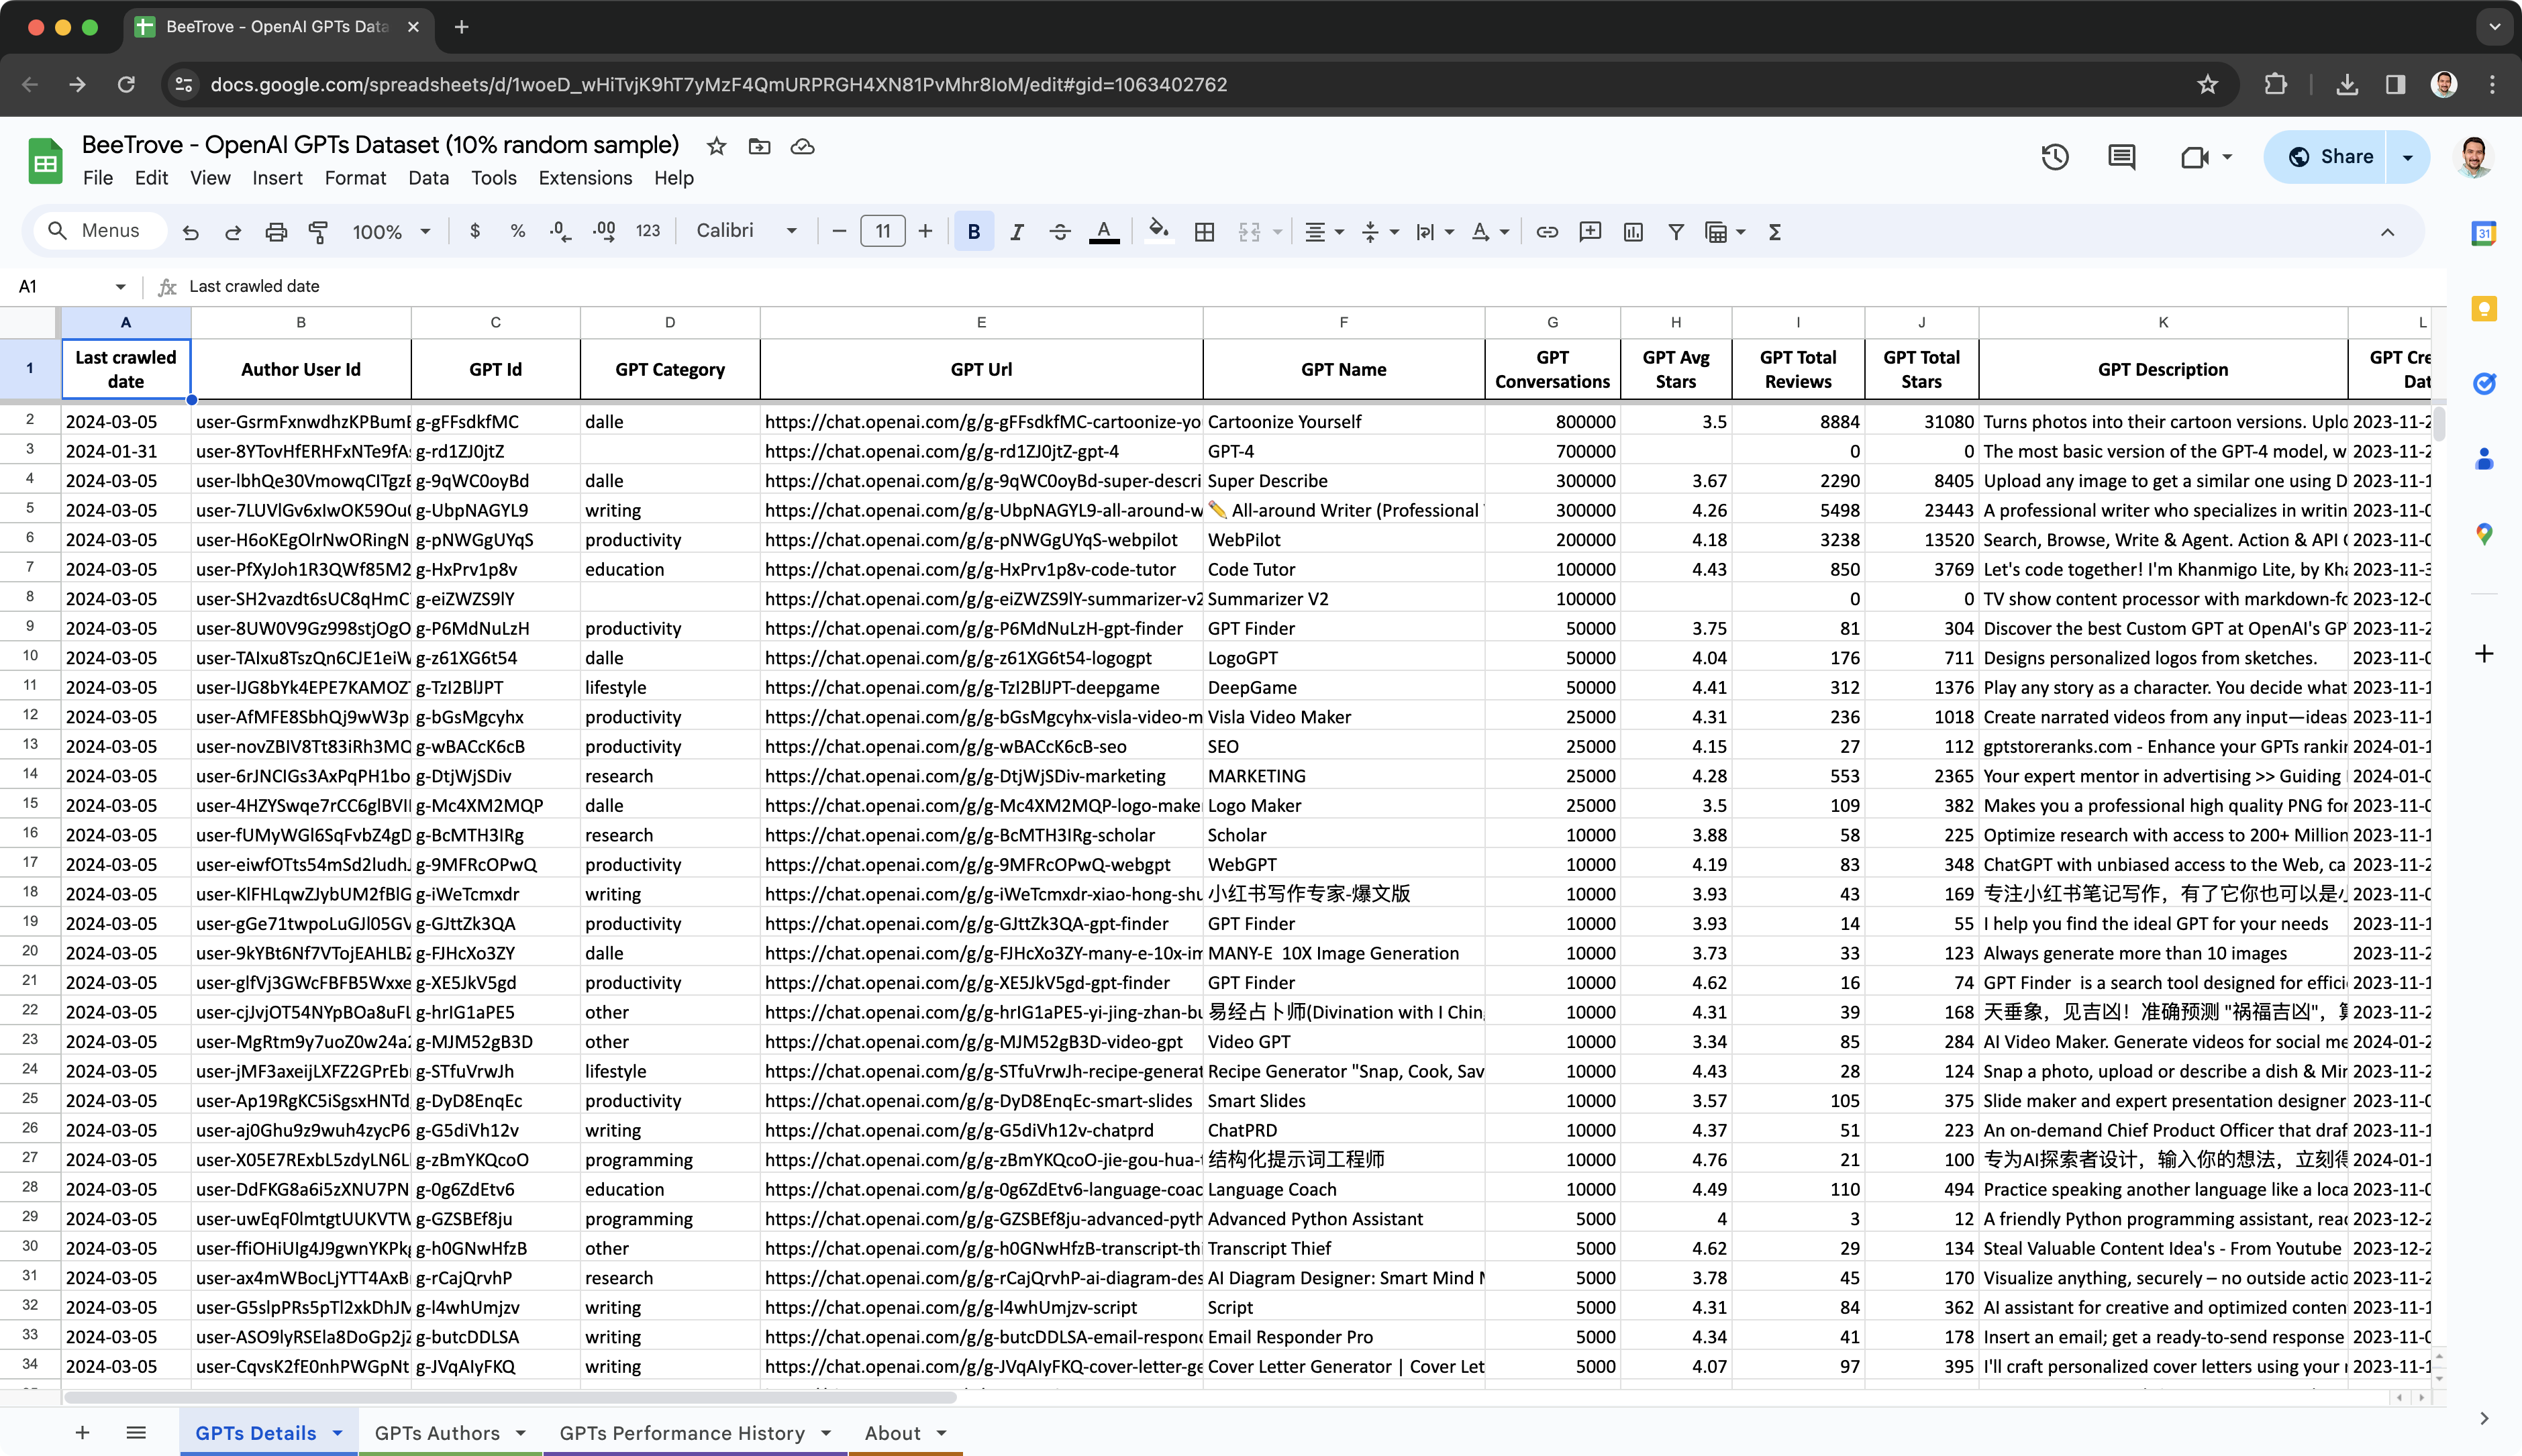 BeeTrove - OpenAI GPTs Data
docs.google.com/spreadsheets/d/1woeD_wHiTvjK9hT7yMzF4QmURPRGH4XN81PvMhr8IoM/edit#gid=1063402762
BeeTrove - OpenAI GPTs Dataset (10% random sample)
File Edit View Insert Format Data Tools Extensions Help
Share
Menus 100% $ % .0 .00 123 Calibri 11 B I A
A1 fx Last crawled date
A B C D E F G H I J K L
1 Last crawled date Author User Id GPT Id GPT Category GPT Url GPT Name GPT Conversations GPT Avg Stars GPT Total Reviews GPT Total Stars GPT Description GPT Cre Dat
2 2024-03-05 user-GsrmFxnwdhzKPBum g-gFFsdkfMC dalle https://chat.openai.com/g/g-gFFsdkfMC-cartoonize-yo Cartoonize Yourself 800000 3.5 8884 31080 Turns photos into their cartoon versions. Uplo 2023-11-2
3 2024-01-31 user-8YTovHfERHFxNTe9fA g-rd1ZJ0jtZ https://chat.openai.com/g/g-rd1ZJ0jtZ-gpt-4 GPT-4 700000 0 0 The most basic version of the GPT-4 model, w 2023-11-2
4 2024-03-05 user-lbhQe30VmowqClTgz g-9qWC0oyBd dalle https://chat.openai.com/g/g-9qWC0oyBd-super-descri Super Describe 300000 3.67 2290 8405 Upload any image to get a similar one using D 2023-11-1
5 2024-03-05 user-7LUVlGv6xIwOK59Ou g-UbpNAGYL9 writing https://chat.openai.com/g/g-UbpNAGYL9-all-around-w ✏️ All-around Writer (Professional 300000 4.26 5498 23443 A professional writer who specializes in writin 2023-11-0
6 2024-03-05 user-H6oKEgOlrNwORingN g-pNWGgUYqS productivity https://chat.openai.com/g/g-pNWGgUYqS-webpilot WebPilot 200000 4.18 3238 13520 Search, Browse, Write & Agent. Action & API 2023-11-0
7 2024-03-05 user-PfXyJoh1R3QWf85M2 g-HxPrv1p8v education https://chat.openai.com/g/g-HxPrv1p8v-code-tutor Code Tutor 100000 4.43 850 3769 Let's code together! I'm Khanmigo Lite, by Kh 2023-11-3
8 2024-03-05 user-SH2vazdt6sUC8qHmC g-eiZWZS9lY https://chat.openai.com/g/g-eiZWZS9lY-summarizer-v2 Summarizer V2 100000 0 0 TV show content processor with markdown-fo 2023-12-0
9 2024-03-05 user-8UW0V9Gz998stjOgO g-P6MdNuLzH productivity https://chat.openai.com/g/g-P6MdNuLzH-gpt-finder GPT Finder 50000 3.75 81 304 Discover the best Custom GPT at OpenAI's GP 2023-11-2
10 2024-03-05 user-TAIxu8TszQn6CJE1eiW g-z61XG6t54 dalle https://chat.openai.com/g/g-z61XG6t54-logogpt LogoGPT 50000 4.04 176 711 Designs personalized logos from sketches. 2023-11-0
11 2024-03-05 user-IJG8bYk4EPE7KAMOZ g-TzI2BlJPT lifestyle https://chat.openai.com/g/g-TzI2BlJPT-deepgame DeepGame 50000 4.41 312 1376 Play any story as a character. You decide what 2023-11-1
12 2024-03-05 user-AfMFE8SbhQj9wW3p g-bGsMgcyhx productivity https://chat.openai.com/g/g-bGsMgcyhx-visla-video-m Visla Video Maker 25000 4.31 236 1018 Create narrated videos from any input—ideas 2023-11-1
13 2024-03-05 user-novZBIV8Tt83iRh3MQ g-wBACcK6cB productivity https://chat.openai.com/g/g-wBACcK6cB-seo SEO 25000 4.15 27 112 gptstoreranks.com - Enhance your GPTs rankin 2024-01-1
14 2024-03-05 user-6rJNCIGs3AxPqPH1bo g-DtjWjSDiv research https://chat.openai.com/g/g-DtjWjSDiv-marketing MARKETING 25000 4.28 553 2365 Your expert mentor in advertising >> Guiding 2024-01-0
15 2024-03-05 user-4HZYSwqe7rCC6glBVI g-Mc4XM2MQP dalle https://chat.openai.com/g/g-Mc4XM2MQP-logo-make Logo Maker 25000 3.5 109 382 Makes you a professional high quality PNG for 2023-11-0
16 2024-03-05 user-fUMyWGl6SqFvbZ4gD g-BcMTH3IRg research https://chat.openai.com/g/g-BcMTH3IRg-scholar Scholar 10000 3.88 58 225 Optimize research with access to 200+ Million 2023-11-1
17 2024-03-05 user-eiwfOTts54mSd2ludh g-9MFRcOPwQ productivity https://chat.openai.com/g/g-9MFRcOPwQ-webgpt WebGPT 10000 4.19 83 348 ChatGPT with unbiased access to the Web, ca 2023-11-2
18 2024-03-05 user-KlFHLqwZJybUM2fBlG g-iWeTcmxdr writing https://chat.openai.com/g/g-iWeTcmxdr-xiao-hong-shu 小红书写作专家-爆文版 10000 3.93 43 169 专注小红书笔记写作，有了它你也可以是小 2023-11-0
19 2024-03-05 user-gGe71twpoLuGJl05GV g-GJttZk3QA productivity https://chat.openai.com/g/g-GJttZk3QA-gpt-finder GPT Finder 10000 3.93 14 55 I help you find the ideal GPT for your needs 2023-11-1
20 2024-03-05 user-9kYBt6Nf7VTojEAHLBZ g-FJHcXo3ZY dalle https://chat.openai.com/g/g-FJHcXo3ZY-many-e-10x-im MANY-E 10X Image Generation 10000 3.73 33 123 Always generate more than 10 images 2023-11-2
21 2024-03-05 user-glfVj3GWcFBFB5Wxxe g-XE5JkV5gd productivity https://chat.openai.com/g/g-XE5JkV5gd-gpt-finder GPT Finder 10000 4.62 16 74 GPT Finder is a search tool designed for effici 2023-11-1
22 2024-03-05 user-cjJvjOT54NYpBOa8uFL g-hrIG1aPE5 other https://chat.openai.com/g/g-hrIG1aPE5-yi-jing-zhan-bu 易经占卜师(Divination with I Chin 10000 4.31 39 168 天垂象，见吉凶！准确预测 "祸福吉凶"，算 2023-11-2
23 2024-03-05 user-MgRtm9y7uoZ0w24a g-MJM52gB3D other https://chat.openai.com/g/g-MJM52gB3D-video-gpt Video GPT 10000 3.34 85 284 AI Video Maker. Generate videos for social me 2024-01-2
24 2024-03-05 user-jMF3axeijLXFZ2GPrEb g-STfuVrwJh lifestyle https://chat.openai.com/g/g-STfuVrwJh-recipe-generat Recipe Generator "Snap, Cook, Sav 10000 4.43 28 124 Snap a photo, upload or describe a dish & Mi 2023-11-2
25 2024-03-05 user-Ap19RgKC5iSgsxHNTd g-DyD8EnqEc productivity https://chat.openai.com/g/g-DyD8EnqEc-smart-slides Smart Slides 10000 3.57 105 375 Slide maker and expert presentation designer 2023-11-0
26 2024-03-05 user-aj0Ghu9z9wuh4zycP6 g-G5diVh12v writing https://chat.openai.com/g/g-G5diVh12v-chatprd ChatPRD 10000 4.37 51 223 An on-demand Chief Product Officer that draf 2023-11-1
27 2024-03-05 user-X05E7RExbL5zdyLN6L g-zBmYKQcoO programming https://chat.openai.com/g/g-zBmYKQcoO-jie-gou-hua- 结构化提示词工程师 10000 4.76 21 100 专为AI探索者设计，输入你的想法，立刻得 2024-01-1
28 2024-03-05 user-DdFKG8a6i5zXNU7PN g-0g6ZdEtv6 education https://chat.openai.com/g/g-0g6ZdEtv6-language-coac Language Coach 10000 4.49 110 494 Practice speaking another language like a loca 2023-11-0
29 2024-03-05 user-uwEqF0lmtgtUUKVTW g-GZSBEf8ju programming https://chat.openai.com/g/g-GZSBEf8ju-advanced-pyth Advanced Python Assistant 5000 4 3 12 A friendly Python programming assistant, read 2023-12-2
30 2024-03-05 user-ffiOHiUIg4J9gwnYKPk g-h0GNwHfzB other https://chat.openai.com/g/g-h0GNwHfzB-transcript-thi Transcript Thief 5000 4.62 29 134 Steal Valuable Content Idea's - From Youtube 2023-12-2
31 2024-03-05 user-ax4mWBocLjYTT4AxB g-rCajQrvhP research https://chat.openai.com/g/g-rCajQrvhP-ai-diagram-des AI Diagram Designer: Smart Mind 5000 3.78 45 170 Visualize anything, securely – no outside actio 2023-11-2
32 2024-03-05 user-G5slpPRs5pTl2xkDhJM g-l4whUmjzv writing https://chat.openai.com/g/g-l4whUmjzv-script Script 5000 4.31 84 362 AI assistant for creative and optimized conten 2023-11-1
33 2024-03-05 user-ASO9lyRSEla8DoGp2jZ g-butcDDLSA writing https://chat.openai.com/g/g-butcDDLSA-email-respond Email Responder Pro 5000 4.34 41 178 Insert an email; get a ready-to-send response 2023-11-0
34 2024-03-05 user-CqvsK2fE0nhPWGpNt g-JVqAIyFKQ writing https://chat.openai.com/g/g-JVqAIyFKQ-cover-letter-ge Cover Letter Generator | Cover Let 5000 4.07 97 395 I'll craft personalized cover letters using your 2023-11-1
GPTs Details GPTs Authors GPTs Performance History About